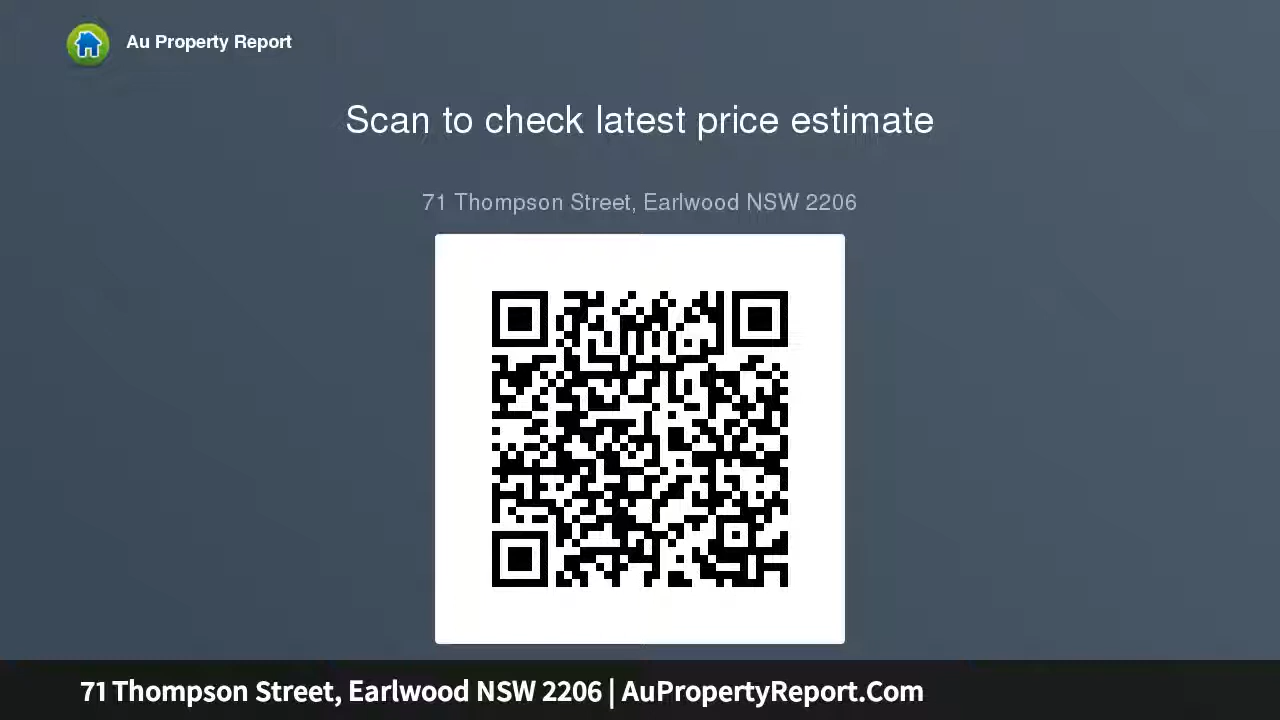 Au Property Report
Scan to check latest price estimate
71 Thompson Street, Earlwood NSW 2206
71 Thompson Street, Earlwood NSW 2206 | AuPropertyReport.Com